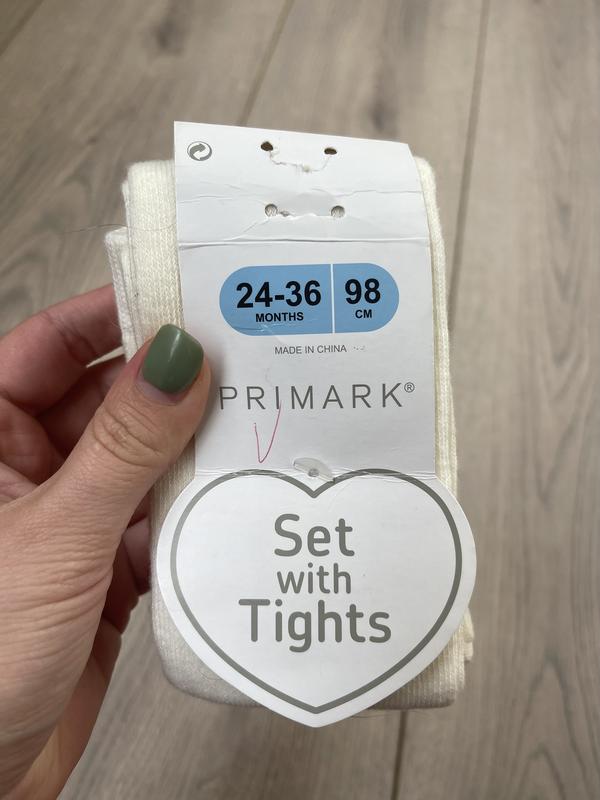 24-36 98
MONTHS CM
MADE IN CHINA
PRIMARK®
Set
with
Tights